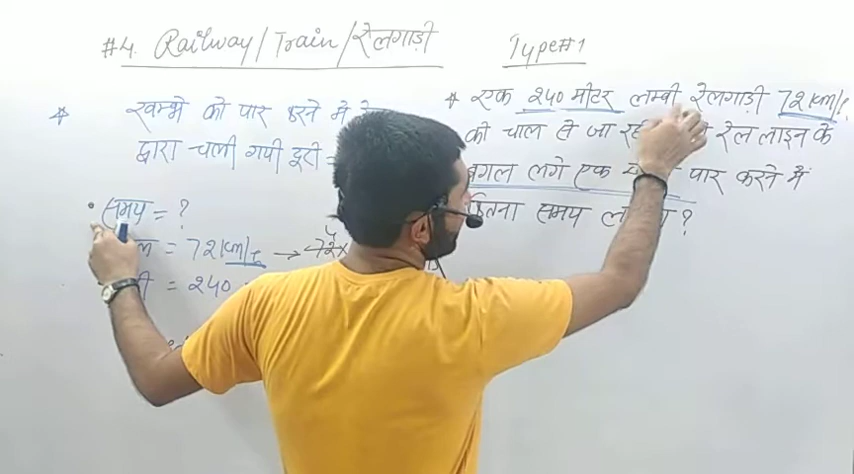 #4. Railway/Train/रेलगाड़ी
Type#1
* खम्भे को पार करने मे
द्वारा चली गयी दूरी =
• समय = ?
= 72 km/
= 240
* एक 240 मीटर लम्बी रेलगाड़ी 72 km/
की चाल से जा रेल लाइन के
बगल लगे एक पार करने में
कितना समय ?